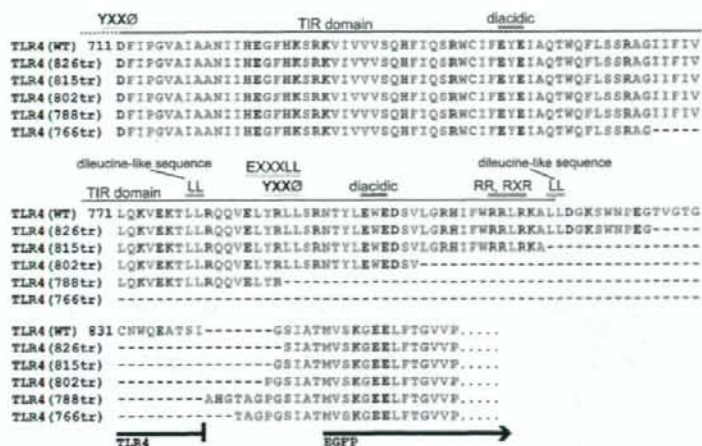 YXXØ TIR domain diacidic
TLR4(WT) 711 DFIPGVAIAANIIHEGFHKSRKVIVVVSQHFIQSRWCIFEYEIAQTWQFLSSRAGIIFIV
TLR4(826tr) DFIPGVAIAANIIHEGFHKSRKVIVVVSQHFIQSRWCIFEYEIAQTWQFLSSRAGIIFIV
TLR4(815tr) DFIPGVAIAANIIHEGFHKSRKVIVVVSQHFIQSRWCIFEYEIAQTWQFLSSRAGIIFIV
TLR4(802tr) DFIPGVAIAANIIHEGFHKSRKVIVVVSQHFIQSRWCIFEYEIAQTWQFLSSRAGIIFIV
TLR4(788tr) DFIPGVAIAANIIHEGFHKSRKVIVVVSQHFIQSRWCIFEYEIAQTWQFLSSRAGIIFIV
TLR4(766tr) DFIPGVAIAANIIHEGFHKSRKVIVVVSQHFIQSRWCIFEYEIAQTWQFLSSRAG-----
dileucine-like sequence EXXXLL dileucine-like sequence
TIR domain LL YXXØ diacidic RR, RXR LL
TLR4(WT) 771 LQKVEKTLLRQQVELYRLLSRNTYLEWEDSVLGRHIFWRRLRKALLDGKSWNPEGTVGTG
TLR4(826tr) LQKVEKTLLRQQVELYRLLSRNTYLEWEDSVLGRHIFWRRLRKALLDGKSWNPEG-----
TLR4(815tr) LQKVEKTLLRQQVELYRLLSRNTYLEWEDSVLGRHIFWRRLRKA----------------
TLR4(802tr) LQKVEKTLLRQQVELYRLLSRNTYLEWEDSV-----------------------------
TLR4(788tr) LQKVEKTLLRQQVELYR-------------------------------------------
TLR4(766tr) ------------------------------------------------------------
TLR4(WT) 831 CNWQEATSI-------GSIATMVSKGEELFTGVVP.....
TLR4(826tr) -----------------SIATMVSKGEELFTGVVP.....
TLR4(815tr) ----------------GSIATMVSKGEELFTGVVP.....
TLR4(802tr) ---------------PGSIATMVSKGEELFTGVVP.....
TLR4(788tr) ---------AHGTAGPGSIATMVSKGEELFTGVVP.....
TLR4(766tr) ------------TAGPGSIATMVSKGEELFTGVVP.....
TLR4 EGFP